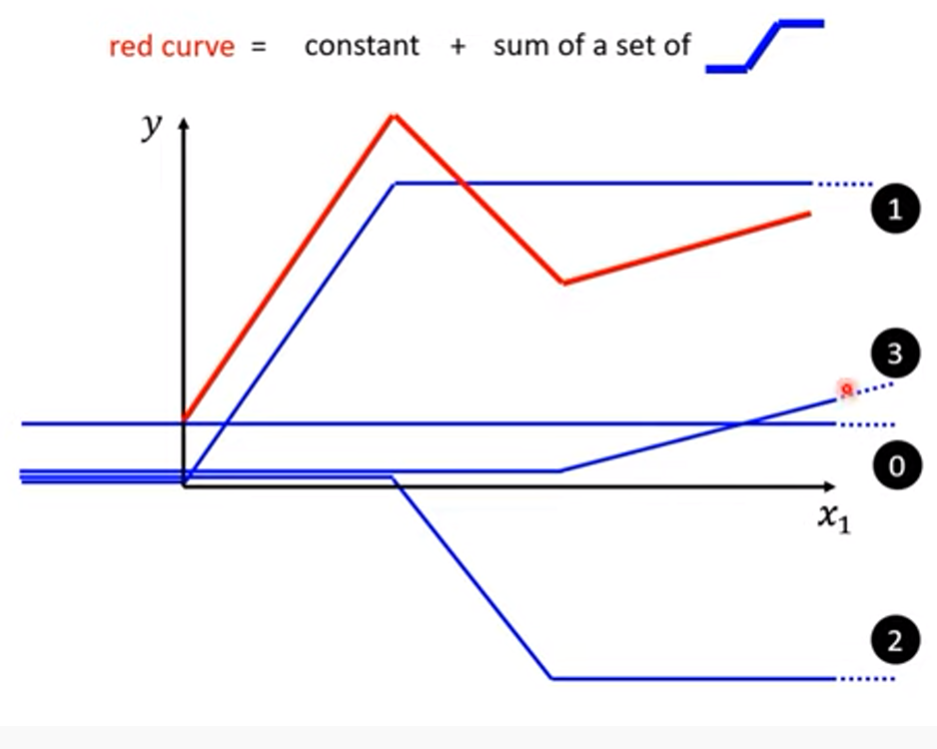 red curve = constant + sum of a set of
y
1
3
0
x₁
2